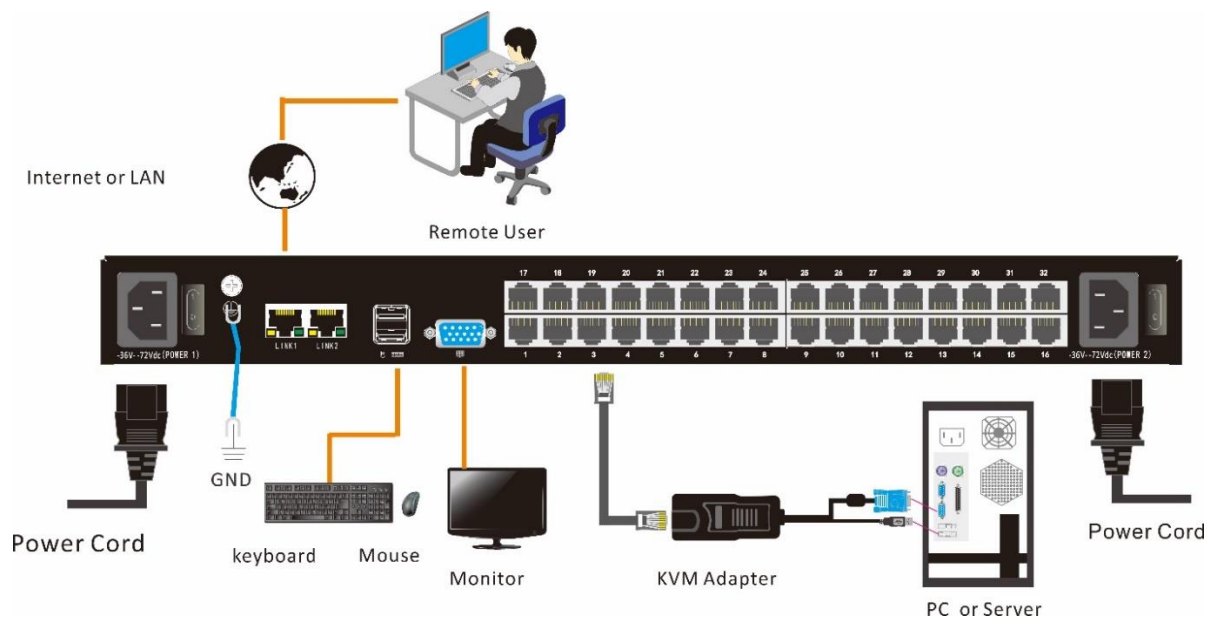 Internet or LAN
Remote User
17 18 19 20 21 22 23 24 25 26 27 28 29 30 31 32
LINK1 LINK2
-36V--72Vdc(POWER 1)
1 2 3 4 5 6 7 8 9 10 11 12 13 14 15 16
-36V--72Vdc(POWER 2)
GND
Power Cord
keyboard
Mouse
Monitor
KVM Adapter
PC or Server
Power Cord